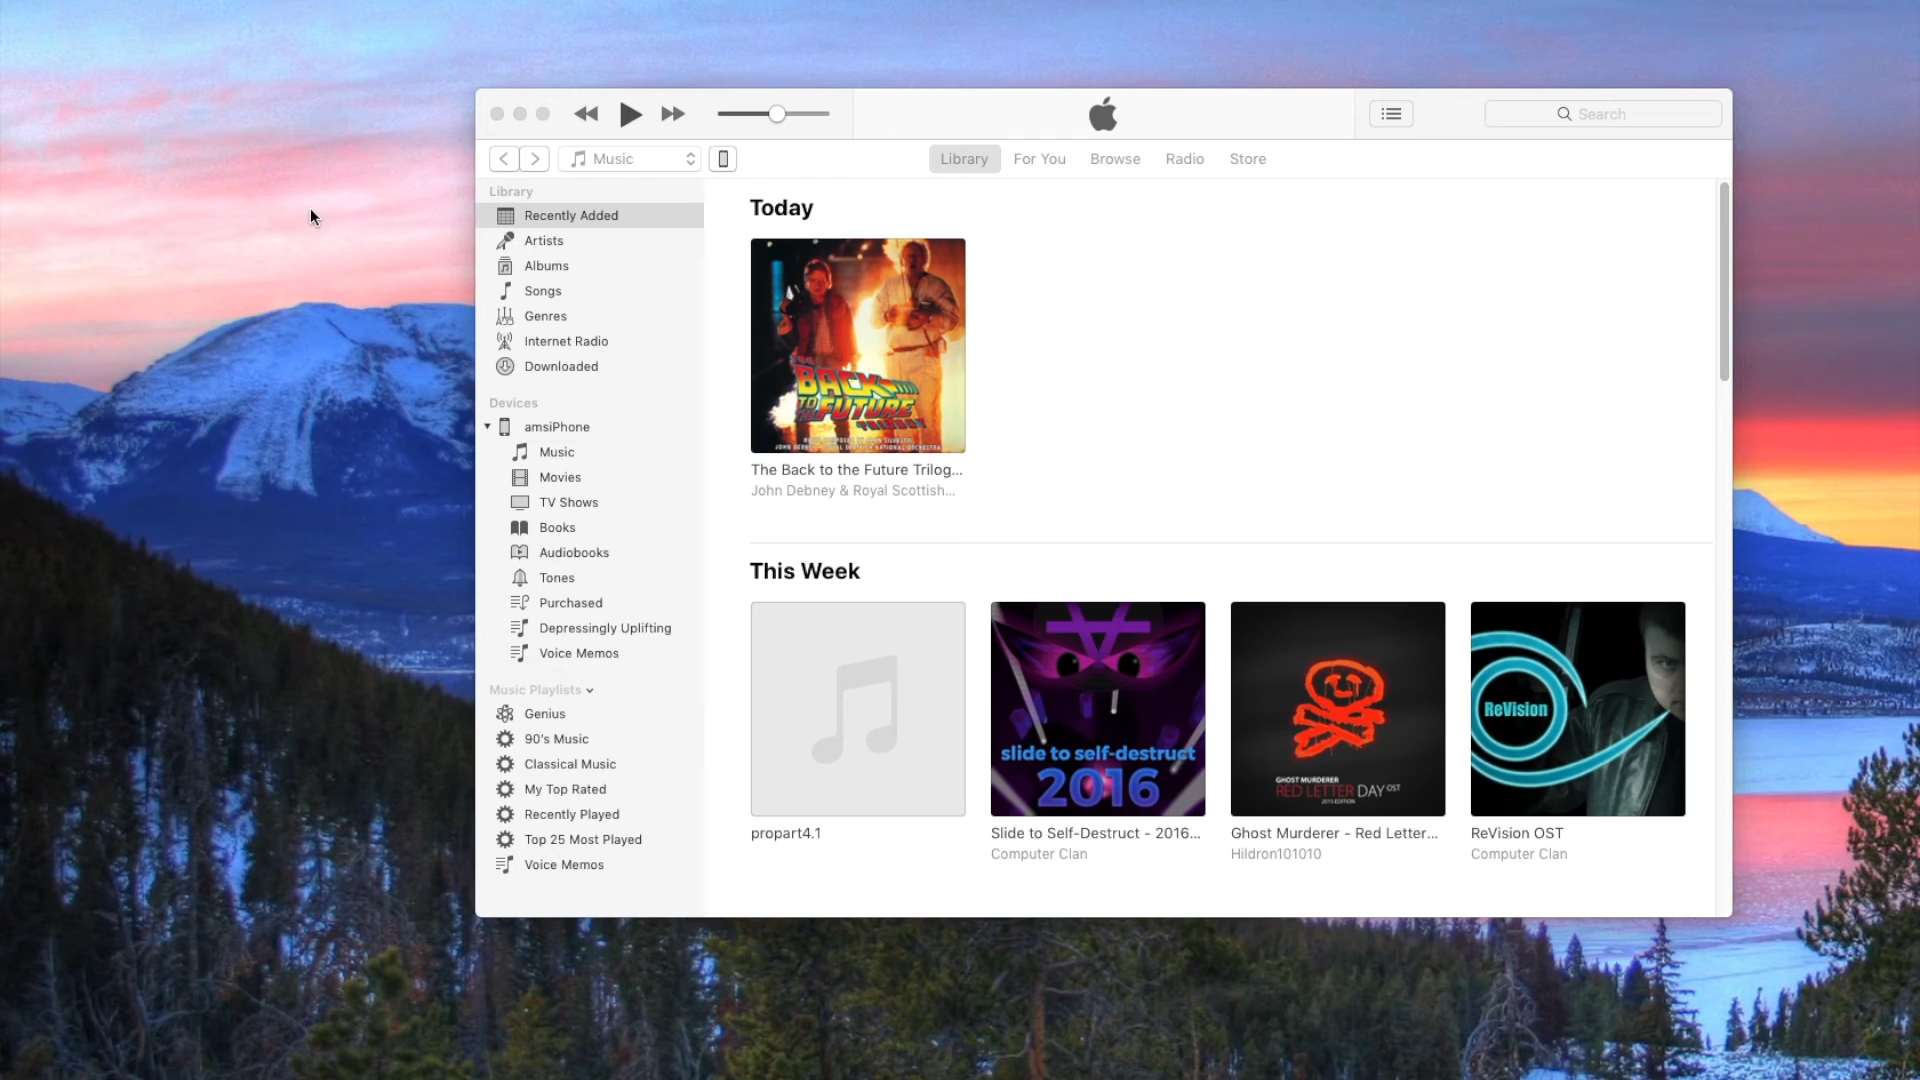 Search
Music
Library
For You
Browse
Radio
Store
Library
Recently Added
Artists
Albums
Songs
Genres
Internet Radio
Downloaded
Devices
amsiPhone
Music
Movies
TV Shows
Books
Audiobooks
Tones
Purchased
Depressingly Uplifting
Voice Memos
Music Playlists
Genius
90's Music
Classical Music
My Top Rated
Recently Played
Top 25 Most Played
Voice Memos
Today
BACK
TO THE
FUTURE
TRILOGY
The Back to the Future Trilog...
John Debney & Royal Scottish...
This Week
propart4.1
slide to self-destruct
2016
Slide to Self-Destruct - 2016...
Computer Clan
GHOST MURDERER
RED LETTER DAY OST
2015 EDITION
Ghost Murderer - Red Letter...
Hildron101010
ReVision
ReVision OST
Computer Clan